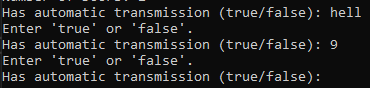 Has automatic transmission (true/false): hell
Enter 'true' or 'false'.
Has automatic transmission (true/false): 9
Enter 'true' or 'false'.
Has automatic transmission (true/false):